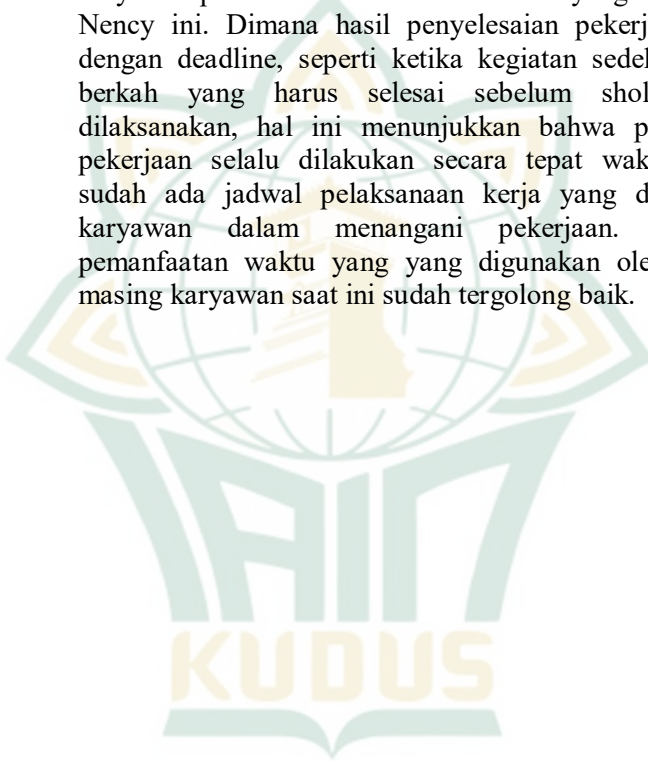 Nency ini. Dimana hasil penyelesaian pekerj
dengan deadline, seperti ketika kegiatan sedel
berkah yang harus selesai sebelum shol
dilaksanakan, hal ini menunjukkan bahwa p
pekerjaan selalu dilakukan secara tepat wak
sudah ada jadwal pelaksanaan kerja yang d
karyawan dalam menangani pekerjaan.
pemanfaatan waktu yang yang digunakan ole
masing karyawan saat ini sudah tergolong baik.
IAIN
KUDUS